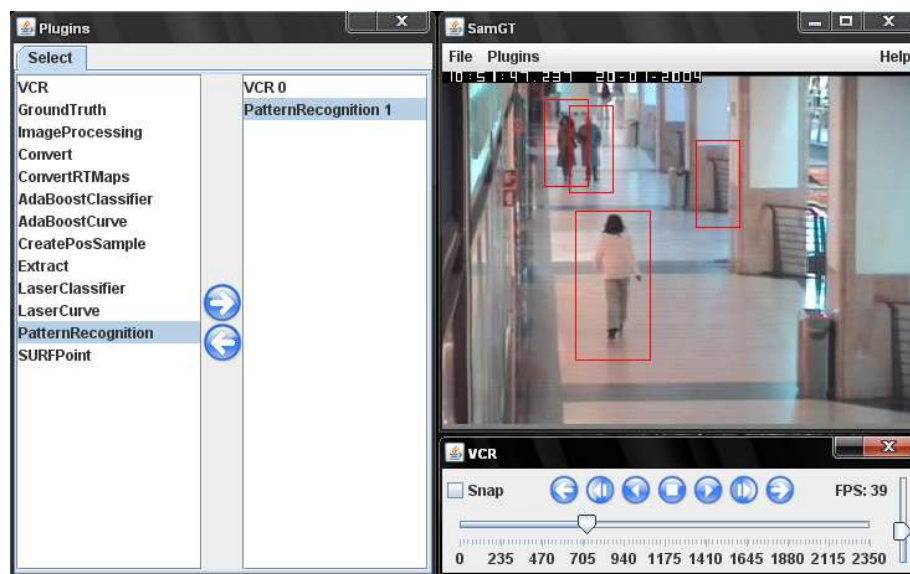 Plugins
Select
VCR
GroundTruth
ImageProcessing
Convert
ConvertRTMaps
AdaBoostClassifier
AdaBoostCurve
CreatePosSample
Extract
LaserClassifier
LaserCurve
PatternRecognition
SURFPoint
VCR 0
PatternRecognition 1
SamGT
File Plugins Help
10:51:47.237 20-01-2004
VCR
Snap FPS: 39
0 235 470 705 940 1175 1410 1645 1880 2115 2350